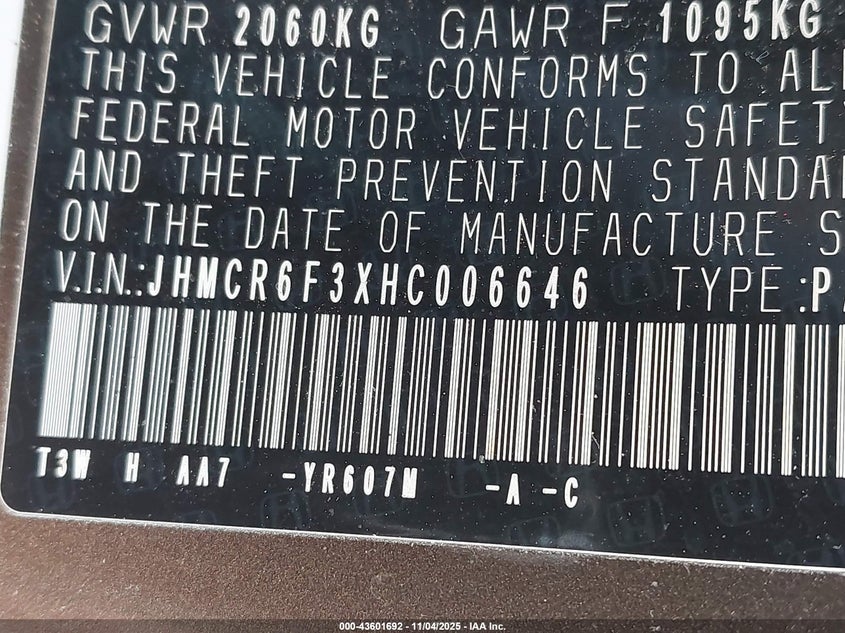 GVWR 2060KG GAWR F 1095KG
THIS VEHICLE CONFORMS TO AL
FEDERAL MOTOR VEHICLE SAFETY
AND THEFT PREVENTION STANDA
ON THE DATE OF MANUFACTURE S
V.I.N.:JHMCR6F3XHC006646 TYPE:P
T3W H AA7 -YR607M -A -C
000-43601692 - 11/04/2025 - IAA Inc.